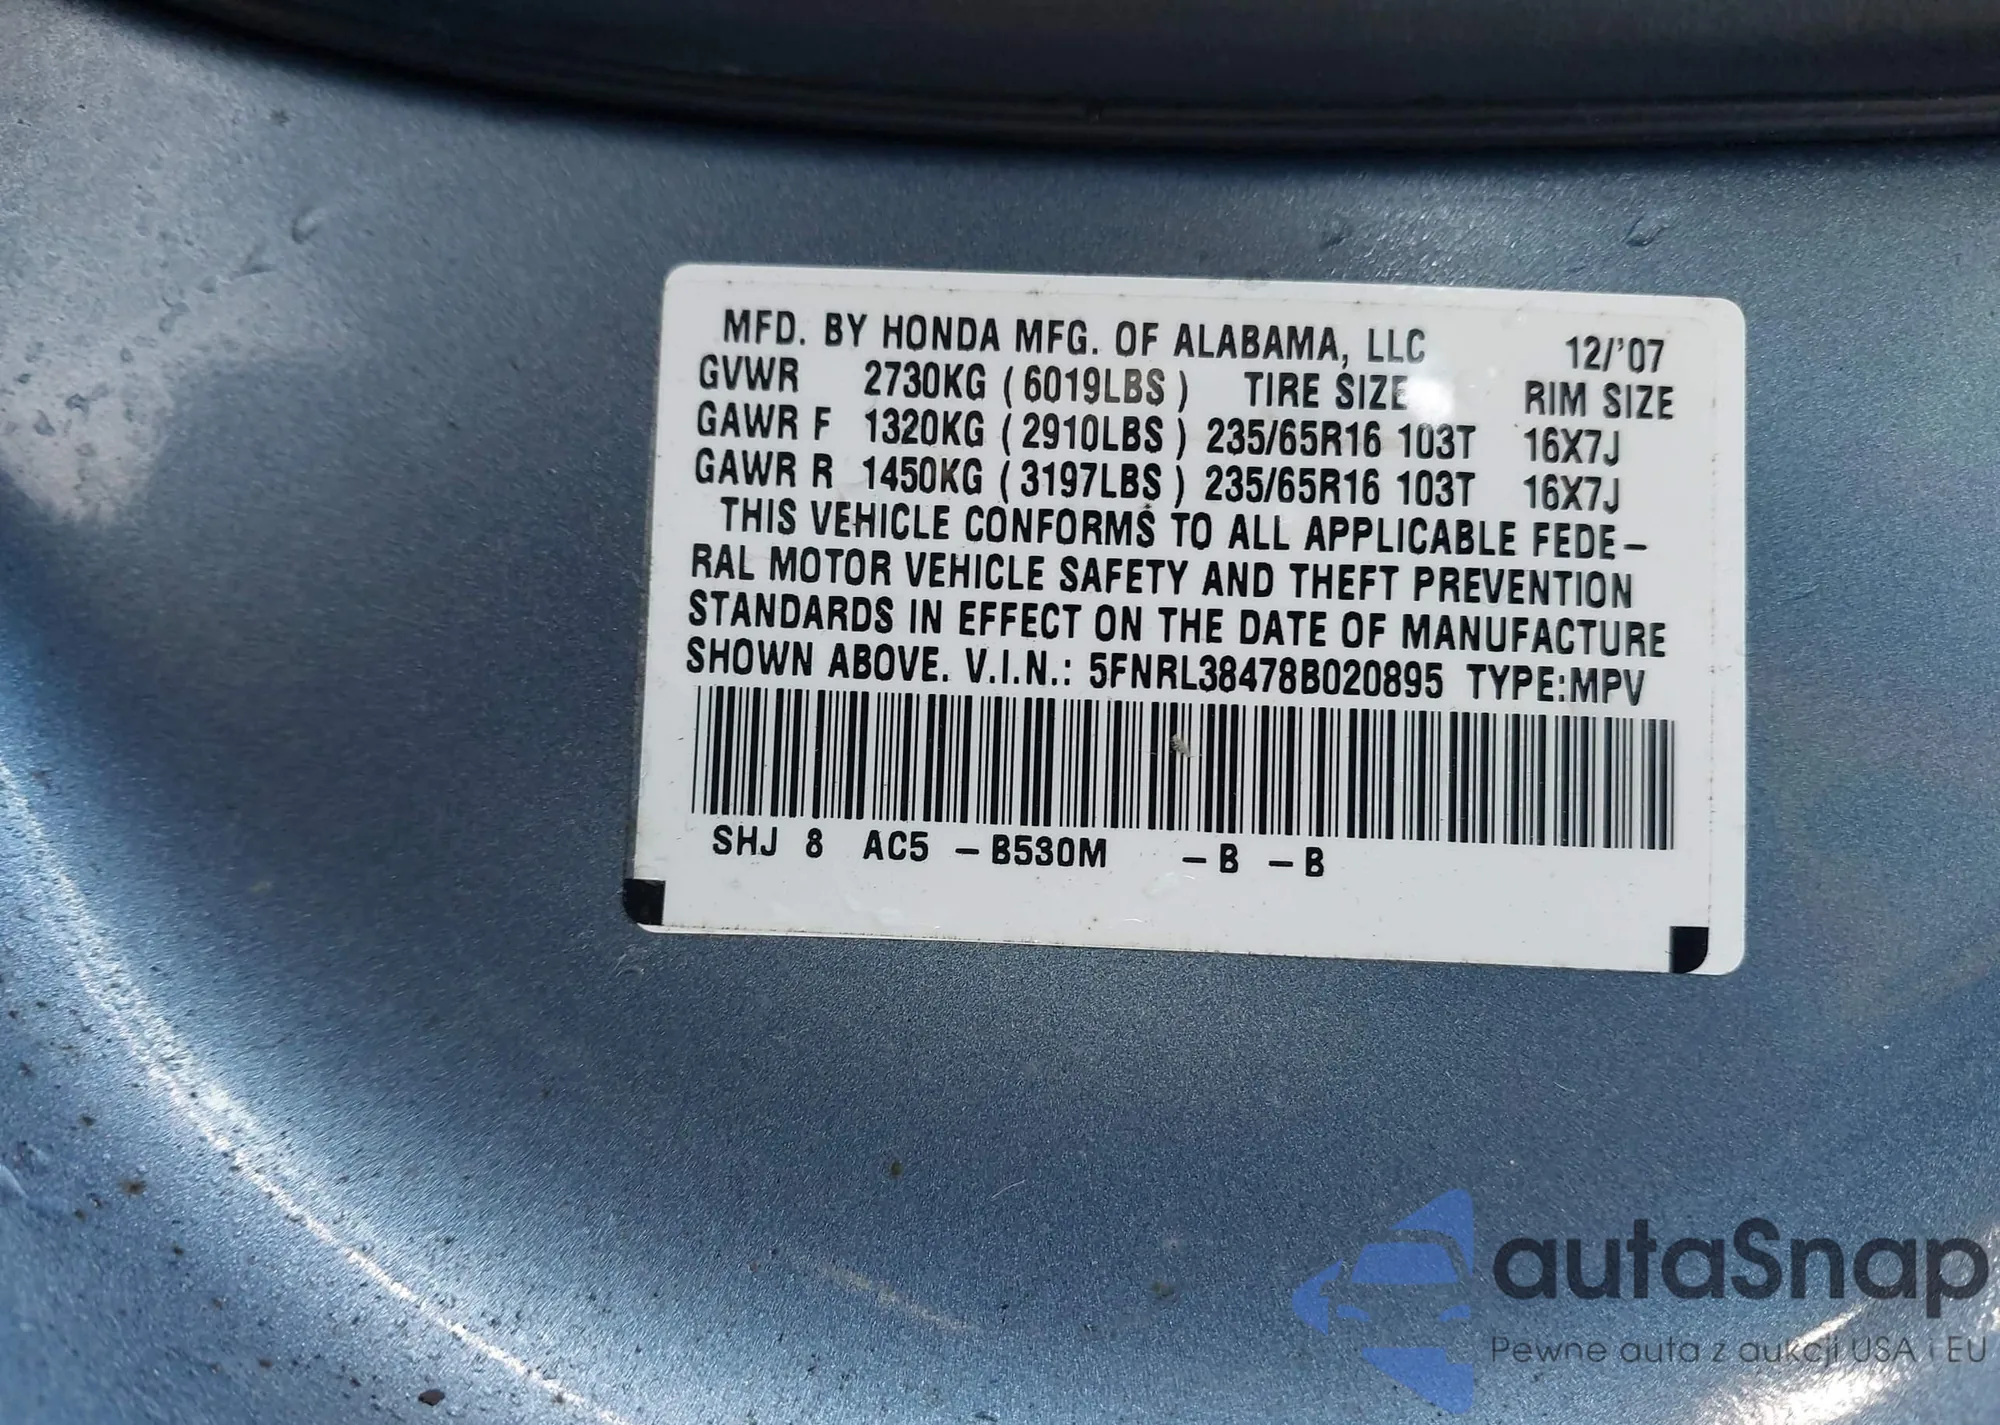 MFD. BY HONDA MFG. OF ALABAMA, LLC 12/'07
GVWR 2730KG (6019LBS) TIRE SIZE RIM SIZE
GAWR F 1320KG (2910LBS) 235/65R16 103T 16X7J
GAWR R 1450KG (3197LBS) 235/65R16 103T 16X7J
THIS VEHICLE CONFORMS TO ALL APPLICABLE FEDE-
RAL MOTOR VEHICLE SAFETY AND THEFT PREVENTION
STANDARDS IN EFFECT ON THE DATE OF MANUFACTURE
SHOWN ABOVE. V.I.N.: 5FNRL38478B020895 TYPE:MPV
SHJ 8 AC5 -B530M -B -B
autaSnap
Pewne auta z aukcji USA i EU